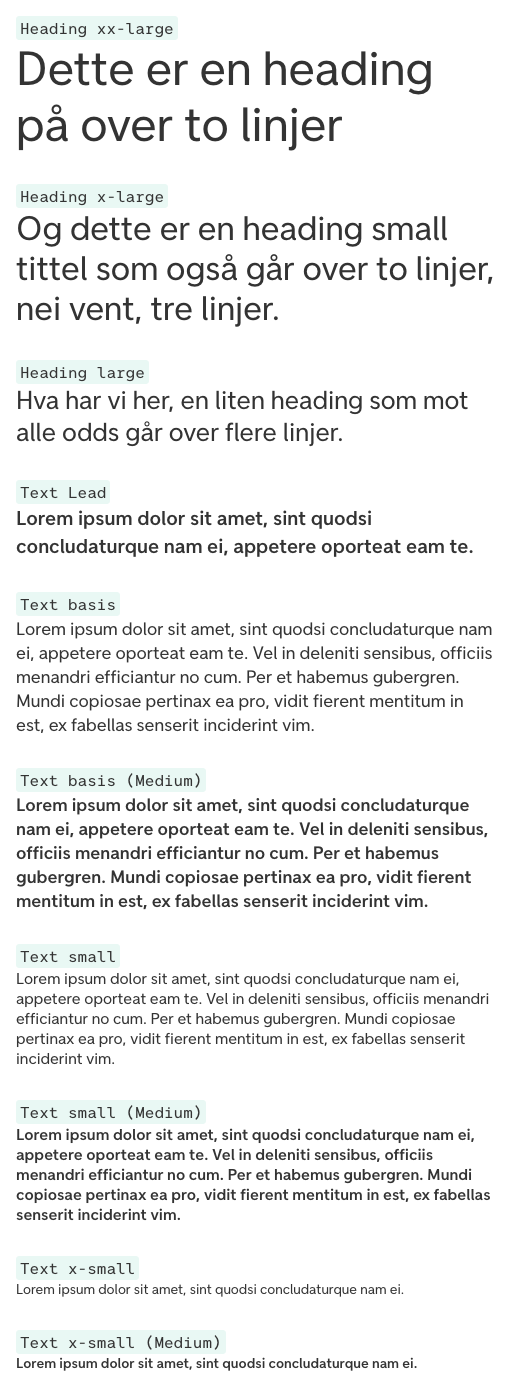 Heading xx-large
Dette er en heading
på over to linjer
Heading x-large
Og dette er en heading small
tittel som også går over to linjer,
nei vent, tre linjer.
Heading large
Hva har vi her, en liten heading som mot
alle odds går over flere linjer.
Text Lead
Lorem ipsum dolor sit amet, sint quodsi
concludaturque nam ei, appetere oporteat eam te.
Text basis
Lorem ipsum dolor sit amet, sint quodsi concludaturque nam
ei, appetere oporteat eam te. Vel in deleniti sensibus, officiis
menandri efficiantur no cum. Per et habemus gubergren.
Mundi copiosae pertinax ea pro, vidit fierent mentitum in
est, ex fabellas senserit inciderint vim.
Text basis (Medium)
Lorem ipsum dolor sit amet, sint quodsi concludaturque
nam ei, appetere oporteat eam te. Vel in deleniti sensibus,
officiis menandri efficiantur no cum. Per et habemus
gubergren. Mundi copiosae pertinax ea pro, vidit fierent
mentitum in est, ex fabellas senserit inciderint vim.
Text small
Lorem ipsum dolor sit amet, sint quodsi concludaturque nam ei,
appetere oporteat eam te. Vel in deleniti sensibus, officiis menandri
efficiantur no cum. Per et habemus gubergren. Mundi copiosae
pertinax ea pro, vidit fierent mentitum in est, ex fabellas senserit
inciderint vim.
Text small (Medium)
Lorem ipsum dolor sit amet, sint quodsi concludaturque nam ei,
appetere oporteat eam te. Vel in deleniti sensibus, officiis
menandri efficiantur no cum. Per et habemus gubergren. Mundi
copiosae pertinax ea pro, vidit fierent mentitum in est, ex fabellas
senserit inciderint vim.
Text x-small
Lorem ipsum dolor sit amet, sint quodsi concludaturque nam ei.
Text x-small (Medium)
Lorem ipsum dolor sit amet, sint quodsi concludaturque nam ei.